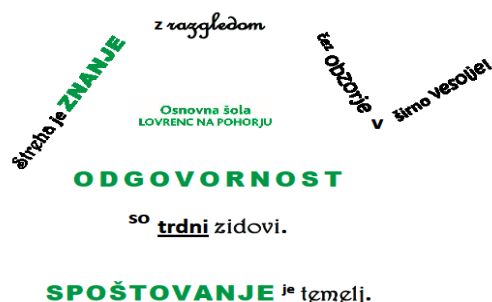 Streha je ZNANJE
z razgledom
čez obzorje
v
širno vesolje!
Osnovna šola
LOVRENC NA POHORJU
ODGOVORNOST
so trdni zidovi.
SPOŠTOVANJE je temelj.